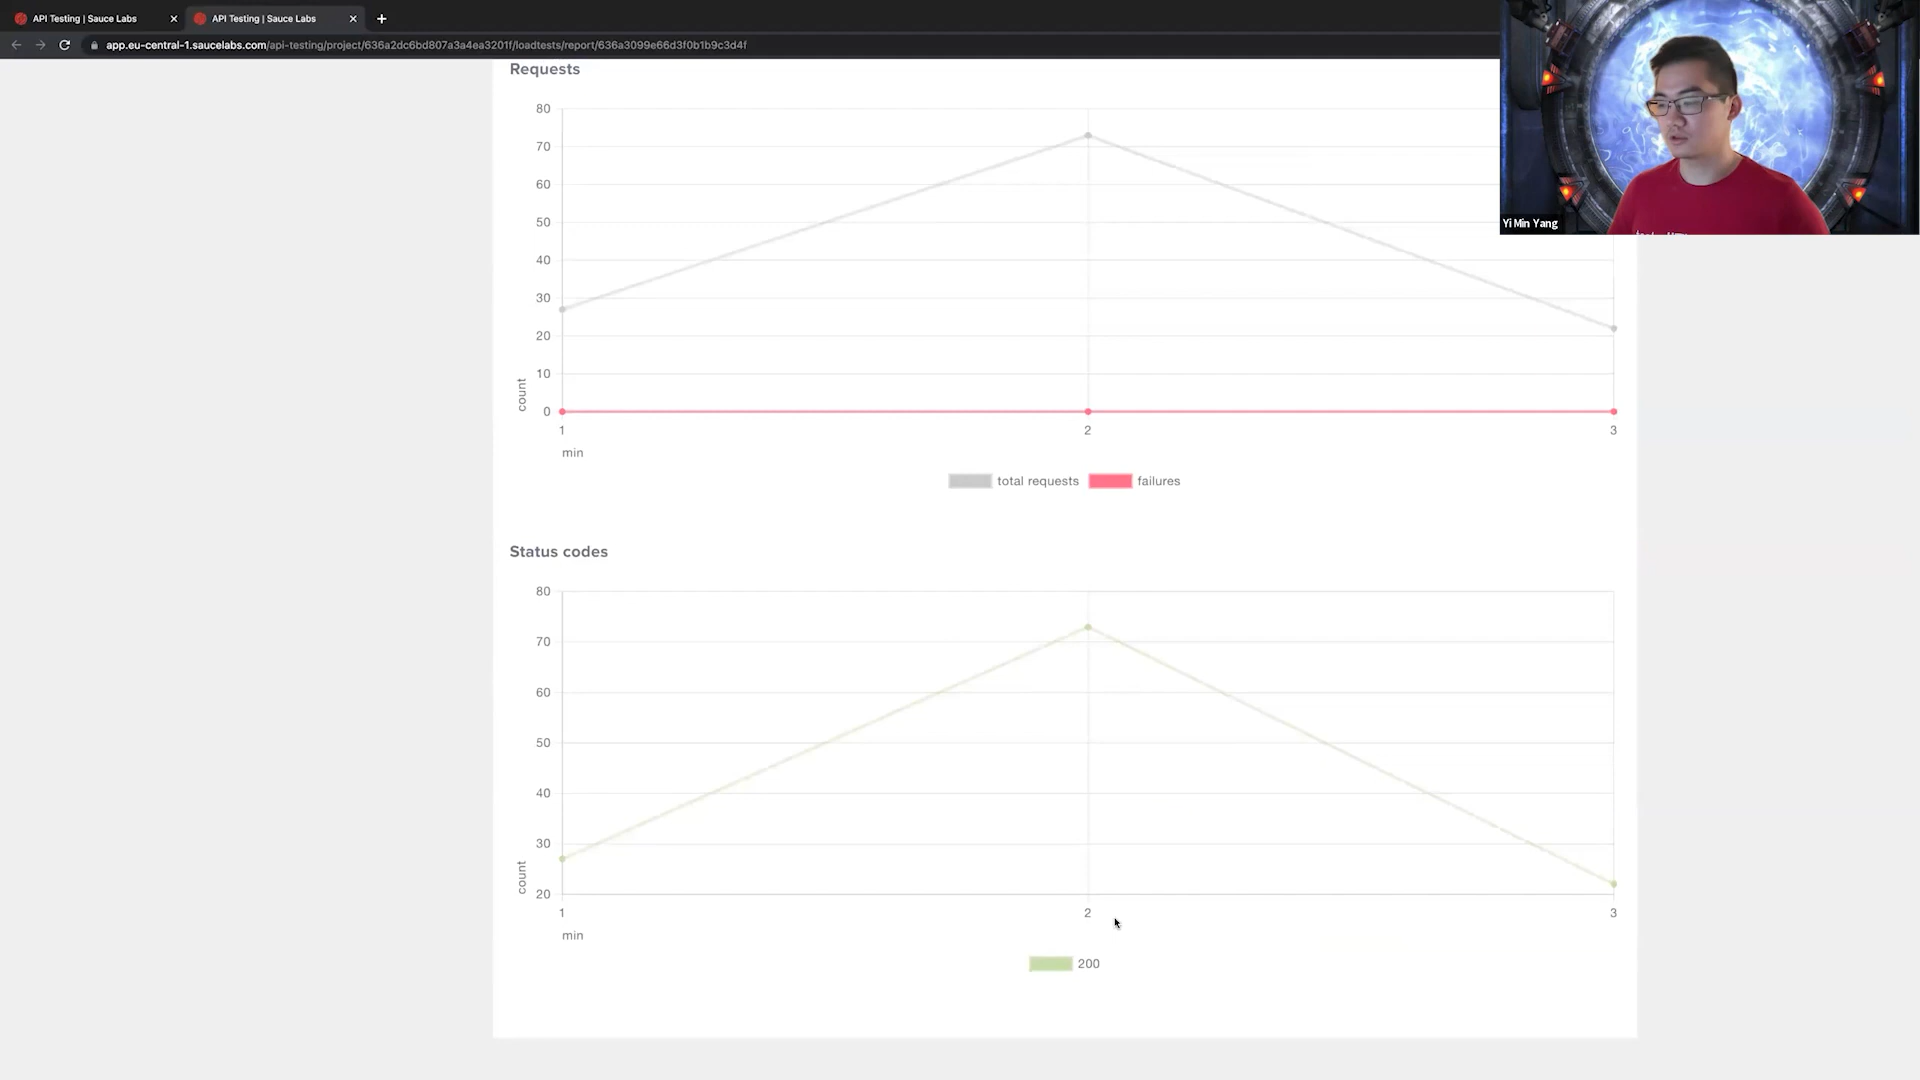 API Testing | Sauce Labs
API Testing | Sauce Labs
app.eu-central-1.saucelabs.com/api-testing/project/636a2dc6bd807a3a4ea3201f/loadtests/report/636a3099e66d3f0b1b9c3d4f
Yi Min Yang
Requests
80
70
60
50
40
30
20
10
0
count
1 2 3
min
total requests failures
Status codes
80
70
60
50
40
30
20
count
1 2 3
min
200